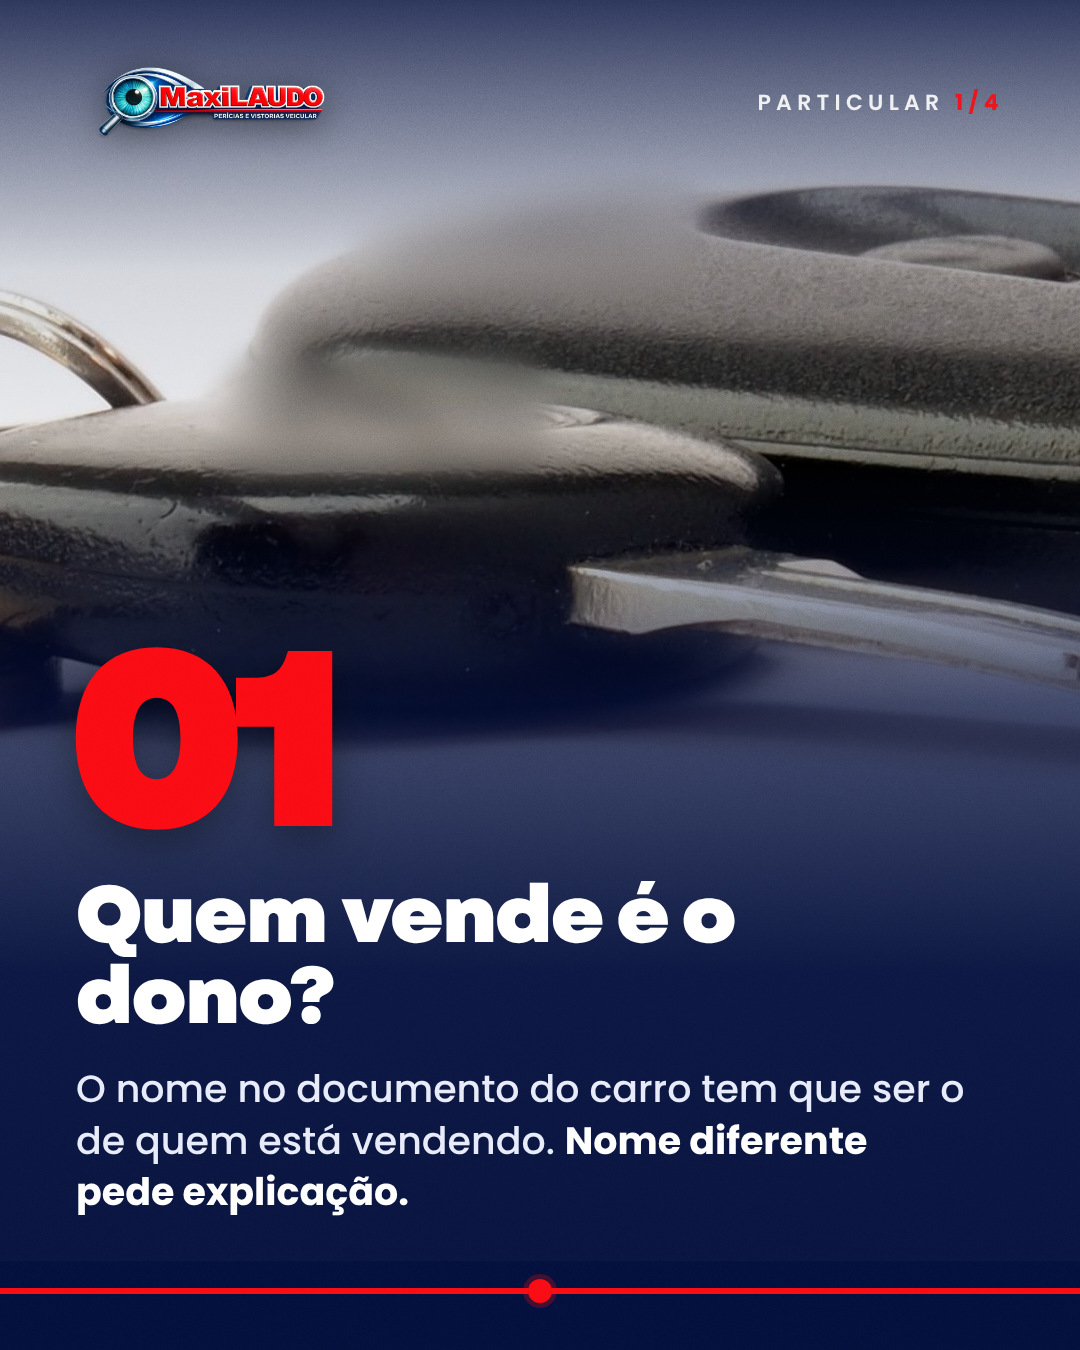 MaxiLAUDO
PERÍCIAS E VISTORIAS VEICULAR
PARTICULAR 1/4
01
Quem vende é o
dono?
O nome no documento do carro tem que ser o
de quem está vendendo. Nome diferente
pede explicação.